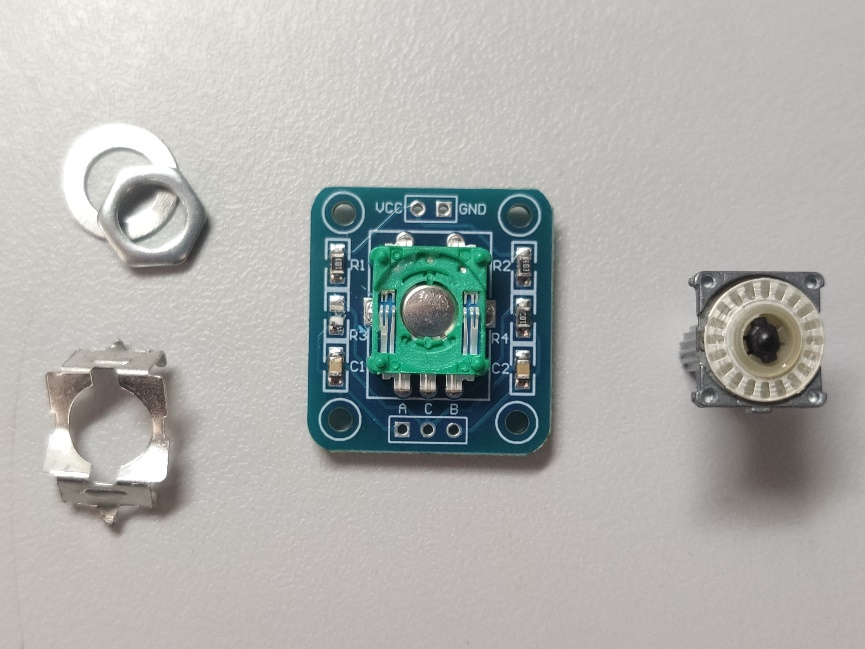 VCC GND
R1 R2
R3 R4
C1 C2
A C B